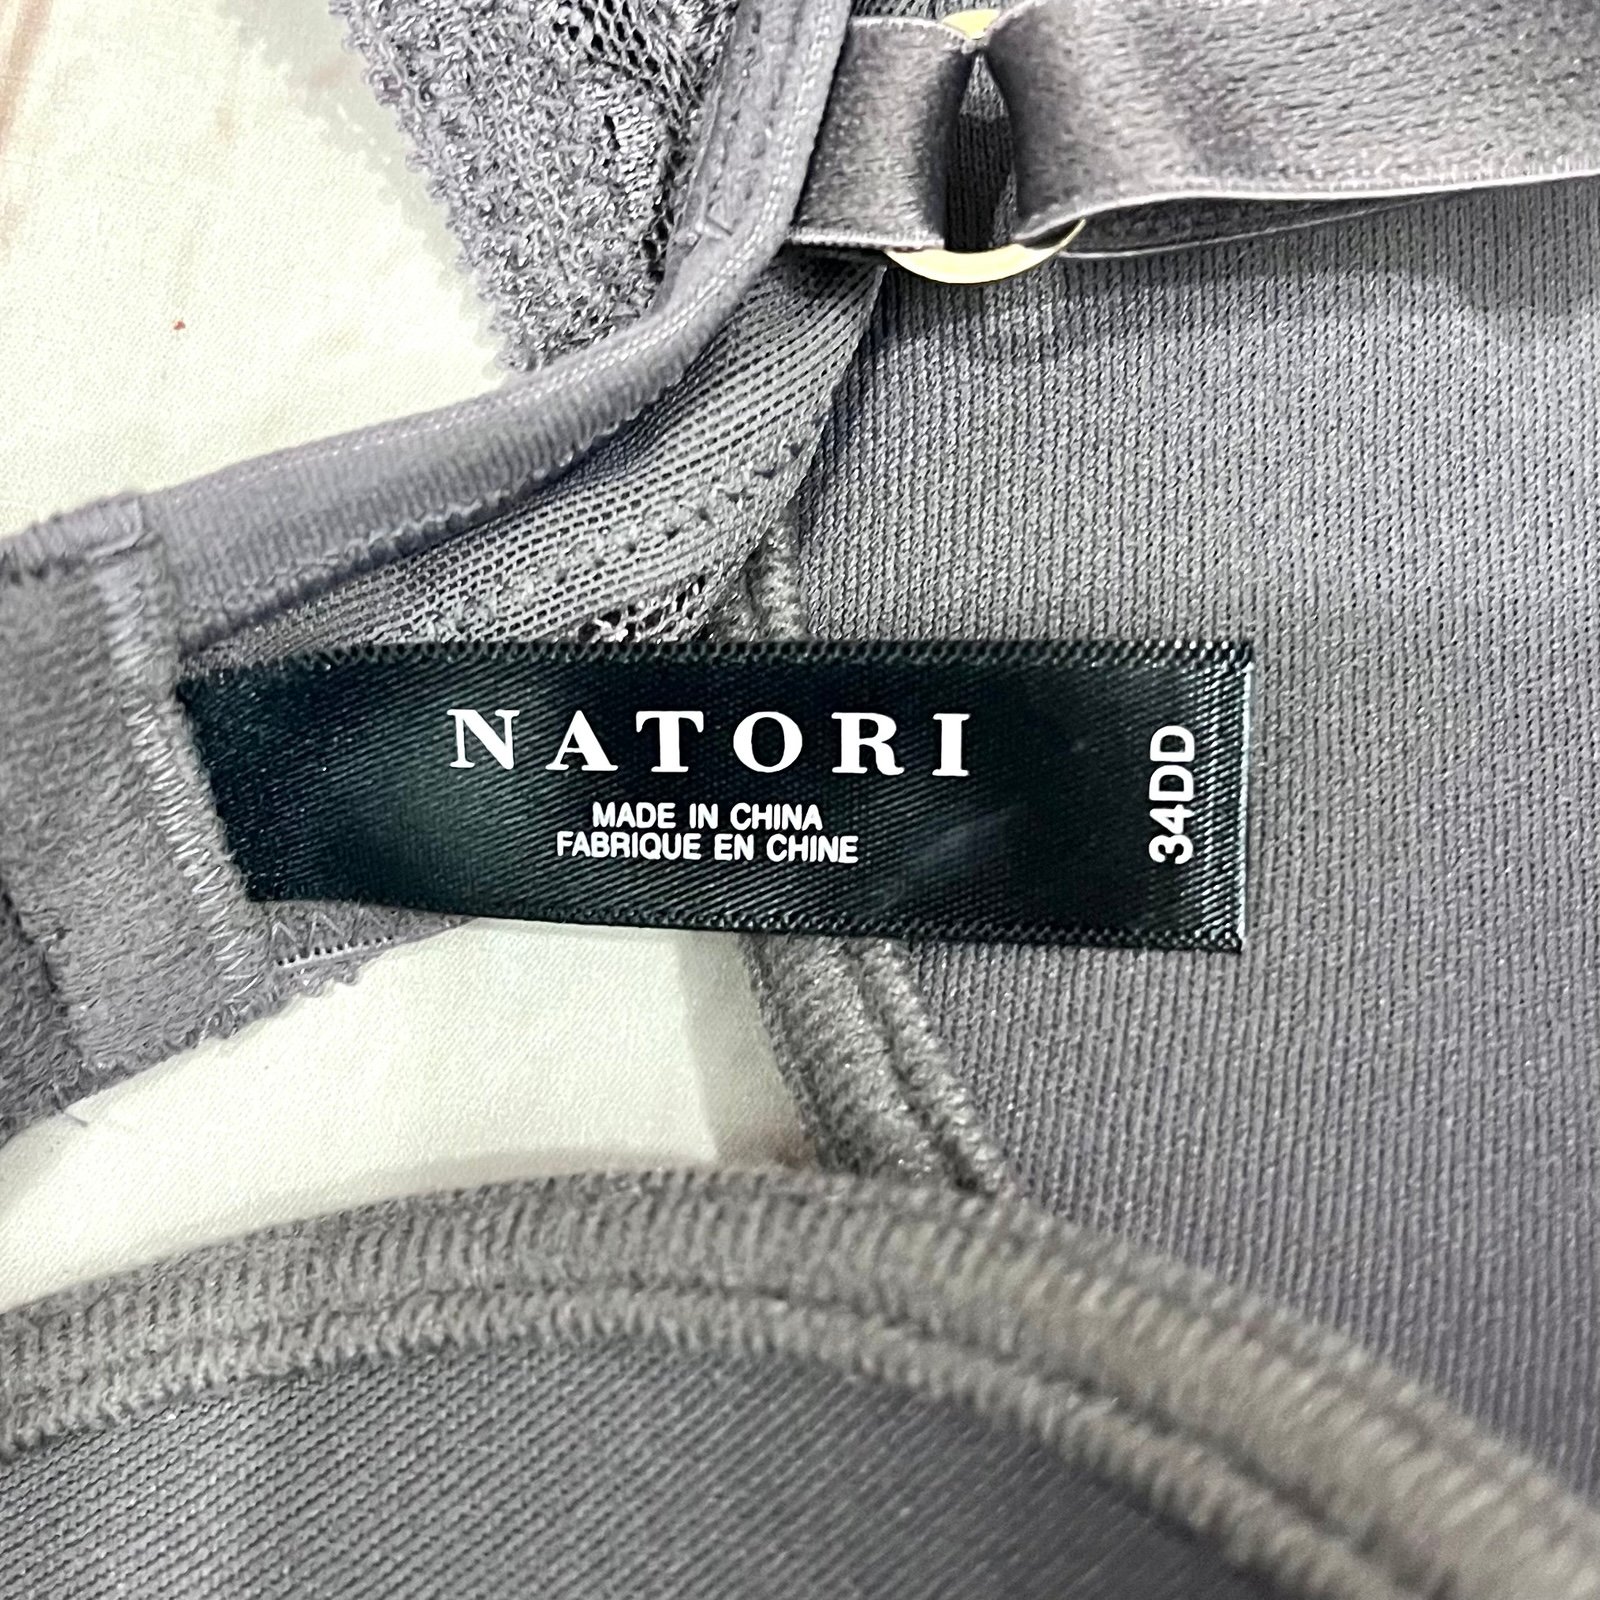 NATORI
MADE IN CHINA
FABRIQUE EN CHINE
34DD